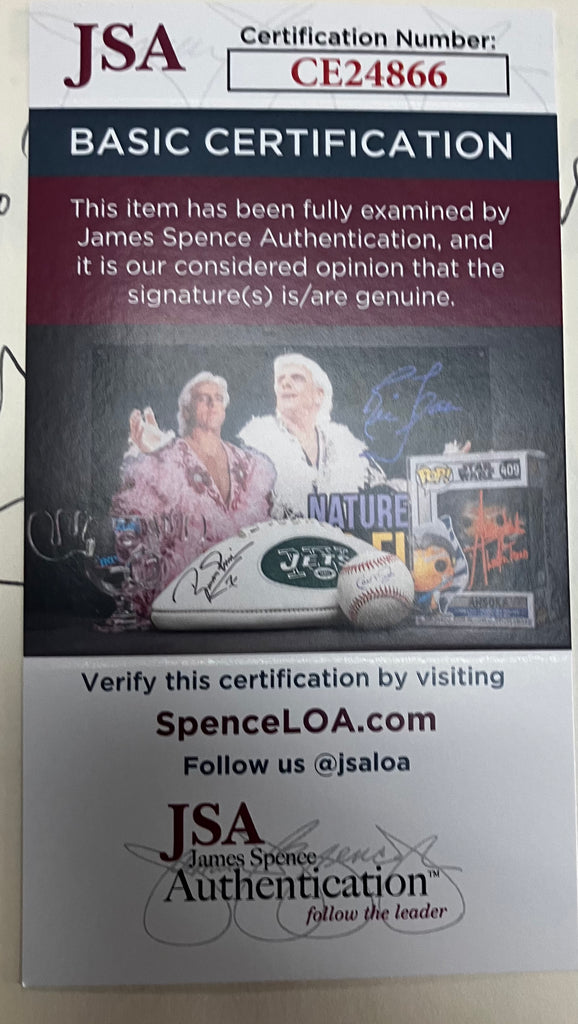 JSA
Certification Number:
CE24866
BASIC CERTIFICATION
This item has been fully examined by
James Spence Authentication, and
it is our considered opinion that the
signature(s) is/are genuine.
NATURE
JETS
POP!
STAR WARS
409
AHSOKA
Verify this certification by visiting
SpenceLOA.com
Follow us @jsaloa
JSA
James Spence
Authentication™
follow the leader